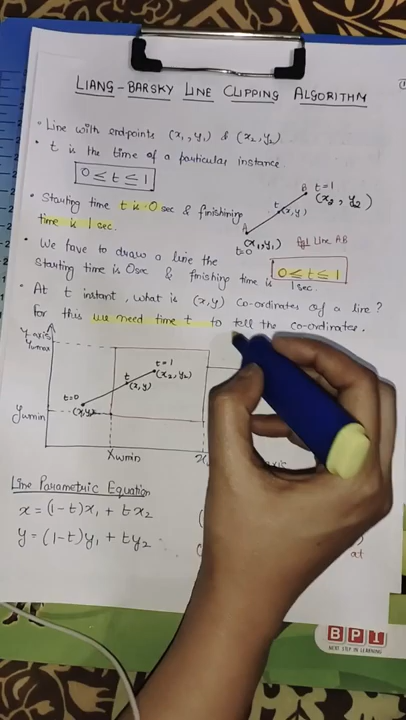 LIANG-BARSKY LINE CLIPPING ALGORITHM
• Line with endpoints (x₁, y₁) & (x₂, y₂)
• t is the time of a particular instance.
0 ≤ t ≤ 1
B t=1
(x₂, y₂)
t
(x, y)
A
t=0 (x₁, y₁)
for Line AB
• Starting time t is 0 sec & finishining
time is 1 sec.
• We have to draw a line the
starting time is 0sec & finishing time is 1 sec.
0 ≤ t ≤ 1
• At t instant, what is (x, y) co-ordinates of a line?
for this we need time t to tell the co-ordinates.
y axis
ywmax
t=1
(x₂, y₂)
t
(x, y)
t=0
ywmin
xwmin
axis
Line Parametric Equation
x = (1-t)x₁ + tx₂
y = (1-t)y₁ + ty₂
at
BPI
NEXT STEP IN LEARNING